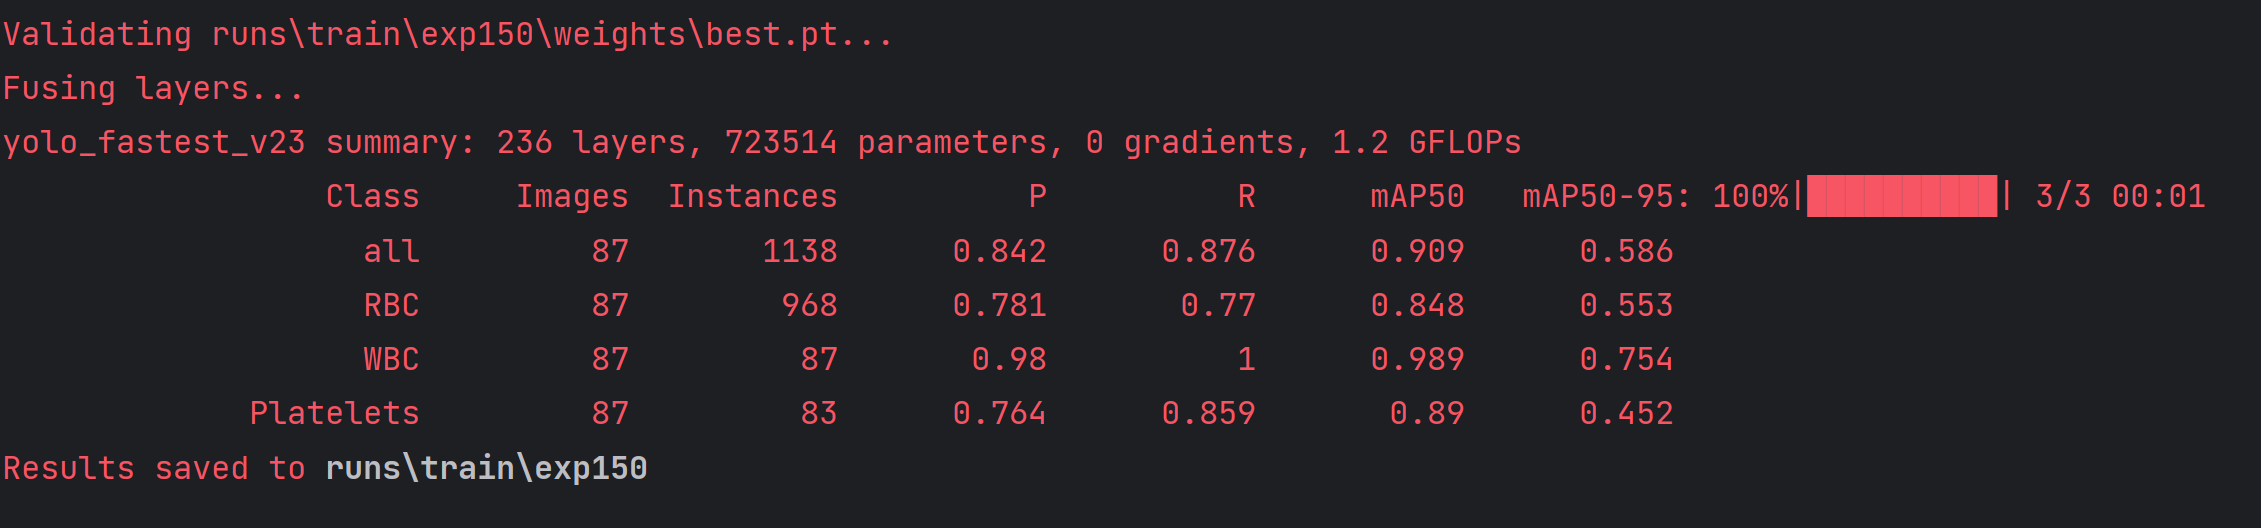 Validating runs\train\exp150\weights\best.pt...
Fusing layers...
yolo_fastest_v23 summary: 236 layers, 723514 parameters, 0 gradients, 1.2 GFLOPs
                 Class     Images  Instances          P          R      mAP50   mAP50-95: 100%|██████████| 3/3 00:01
                   all         87       1138      0.842      0.876      0.909      0.586
                   RBC         87        968      0.781       0.77      0.848      0.553
                   WBC         87         87       0.98          1      0.989      0.754
             Platelets         87         83      0.764      0.859       0.89      0.452
Results saved to runs\train\exp150